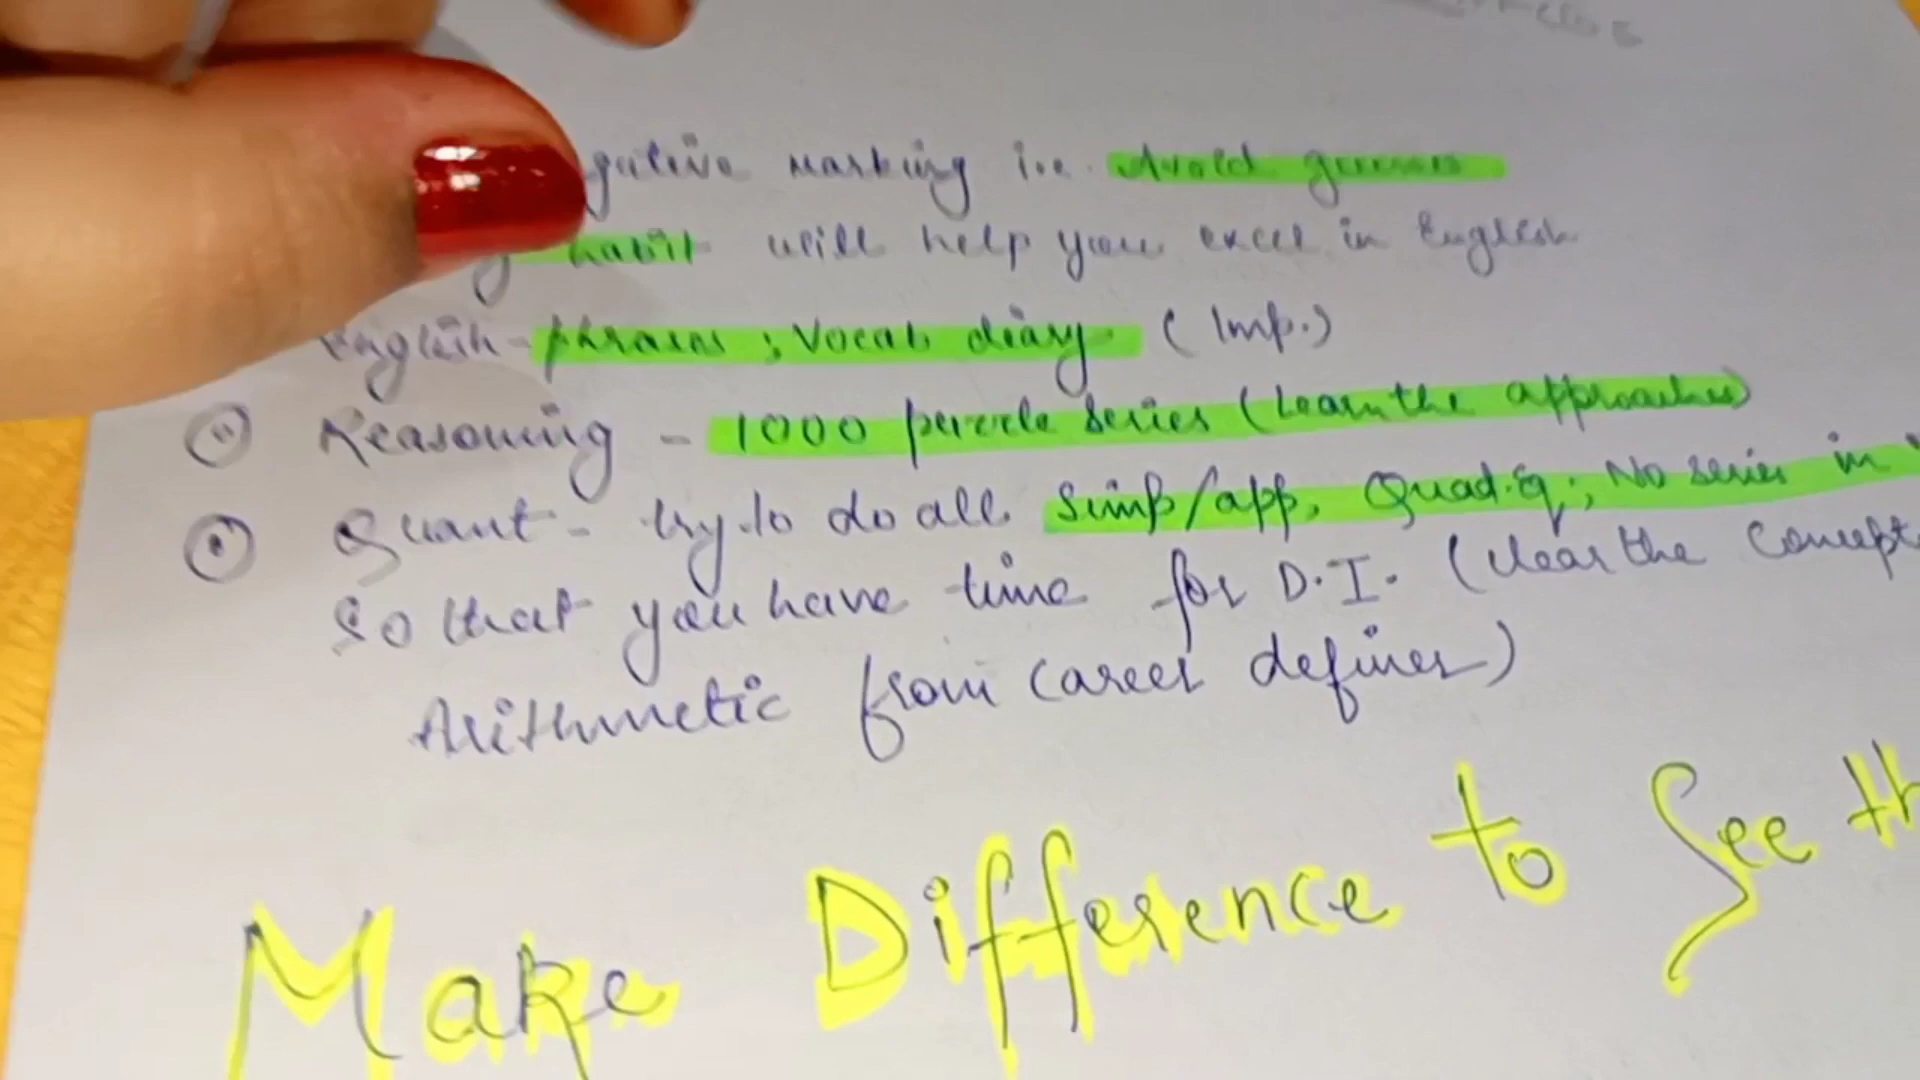 marking i.e. Avoid guesses
habit will help you excel in English
English - phrases ; Vocab diary (Imp.)
Reasoning - 1000 puzzle series (Learn the approaches)
Quant - try to do all Simp/app, Quad.Eq., No series in
So that you have time for D.I. (Clear the Concept
Arithmetic from Career definer)
Make Difference to See th